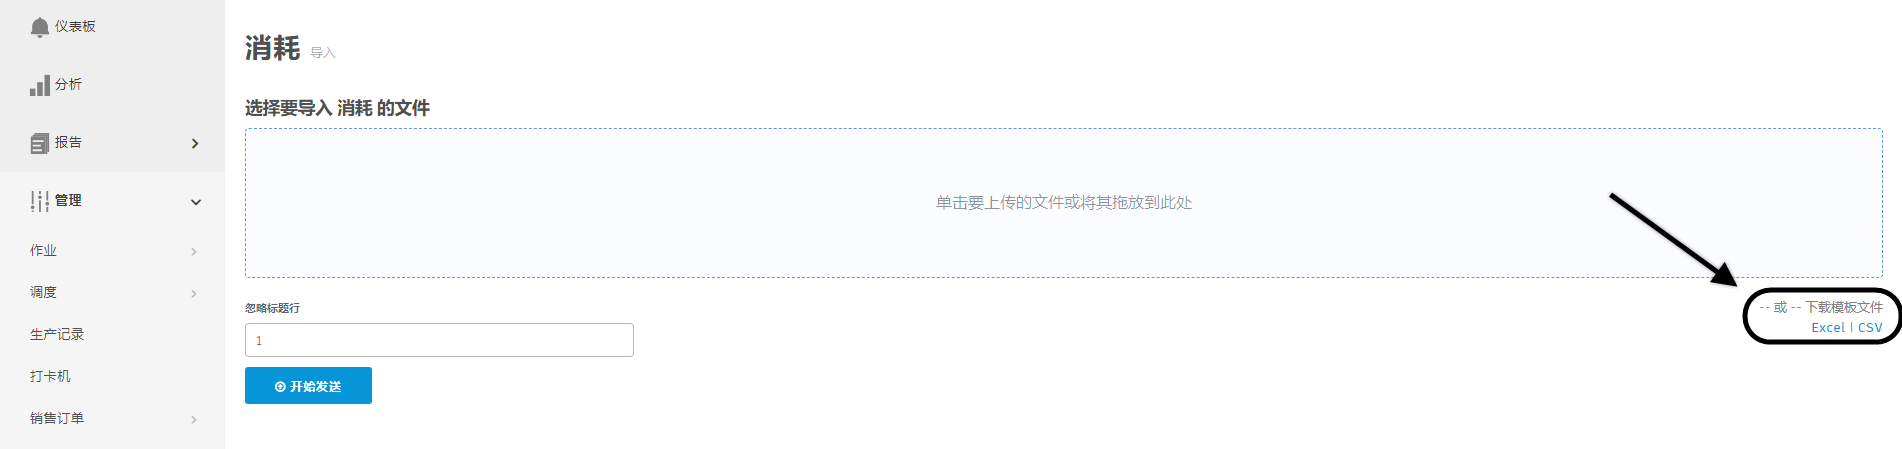 仪表板
分析
报告
管理
作业
调度
生产记录
打卡机
销售订单
消耗 导入
选择要导入 消耗 的文件
单击要上传的文件或将其拖放到此处
-- 或 -- 下载模板文件
Excel | CSV
忽略标题行
1
开始发送